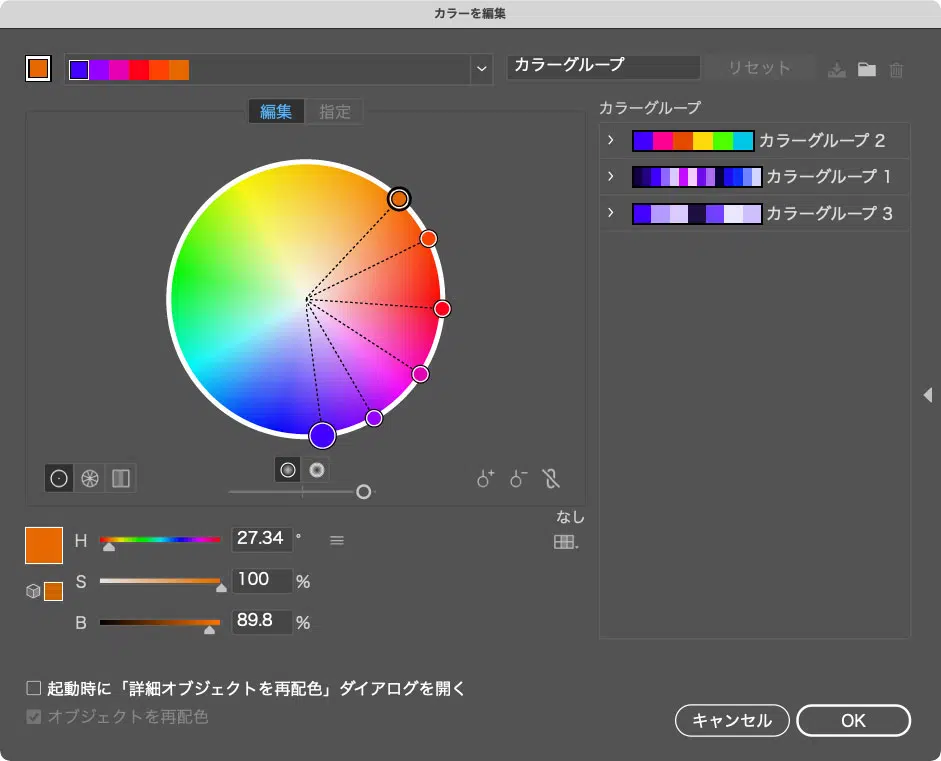 カラーを編集
カラーグループ
リセット
編集
指定
カラーグループ
カラーグループ 2
カラーグループ 1
カラーグループ 3
なし
H
27.34
°
S
100
%
B
89.8
%
起動時に「詳細オブジェクトを再配色」ダイアログを開く
オブジェクトを再配色
キャンセル
OK